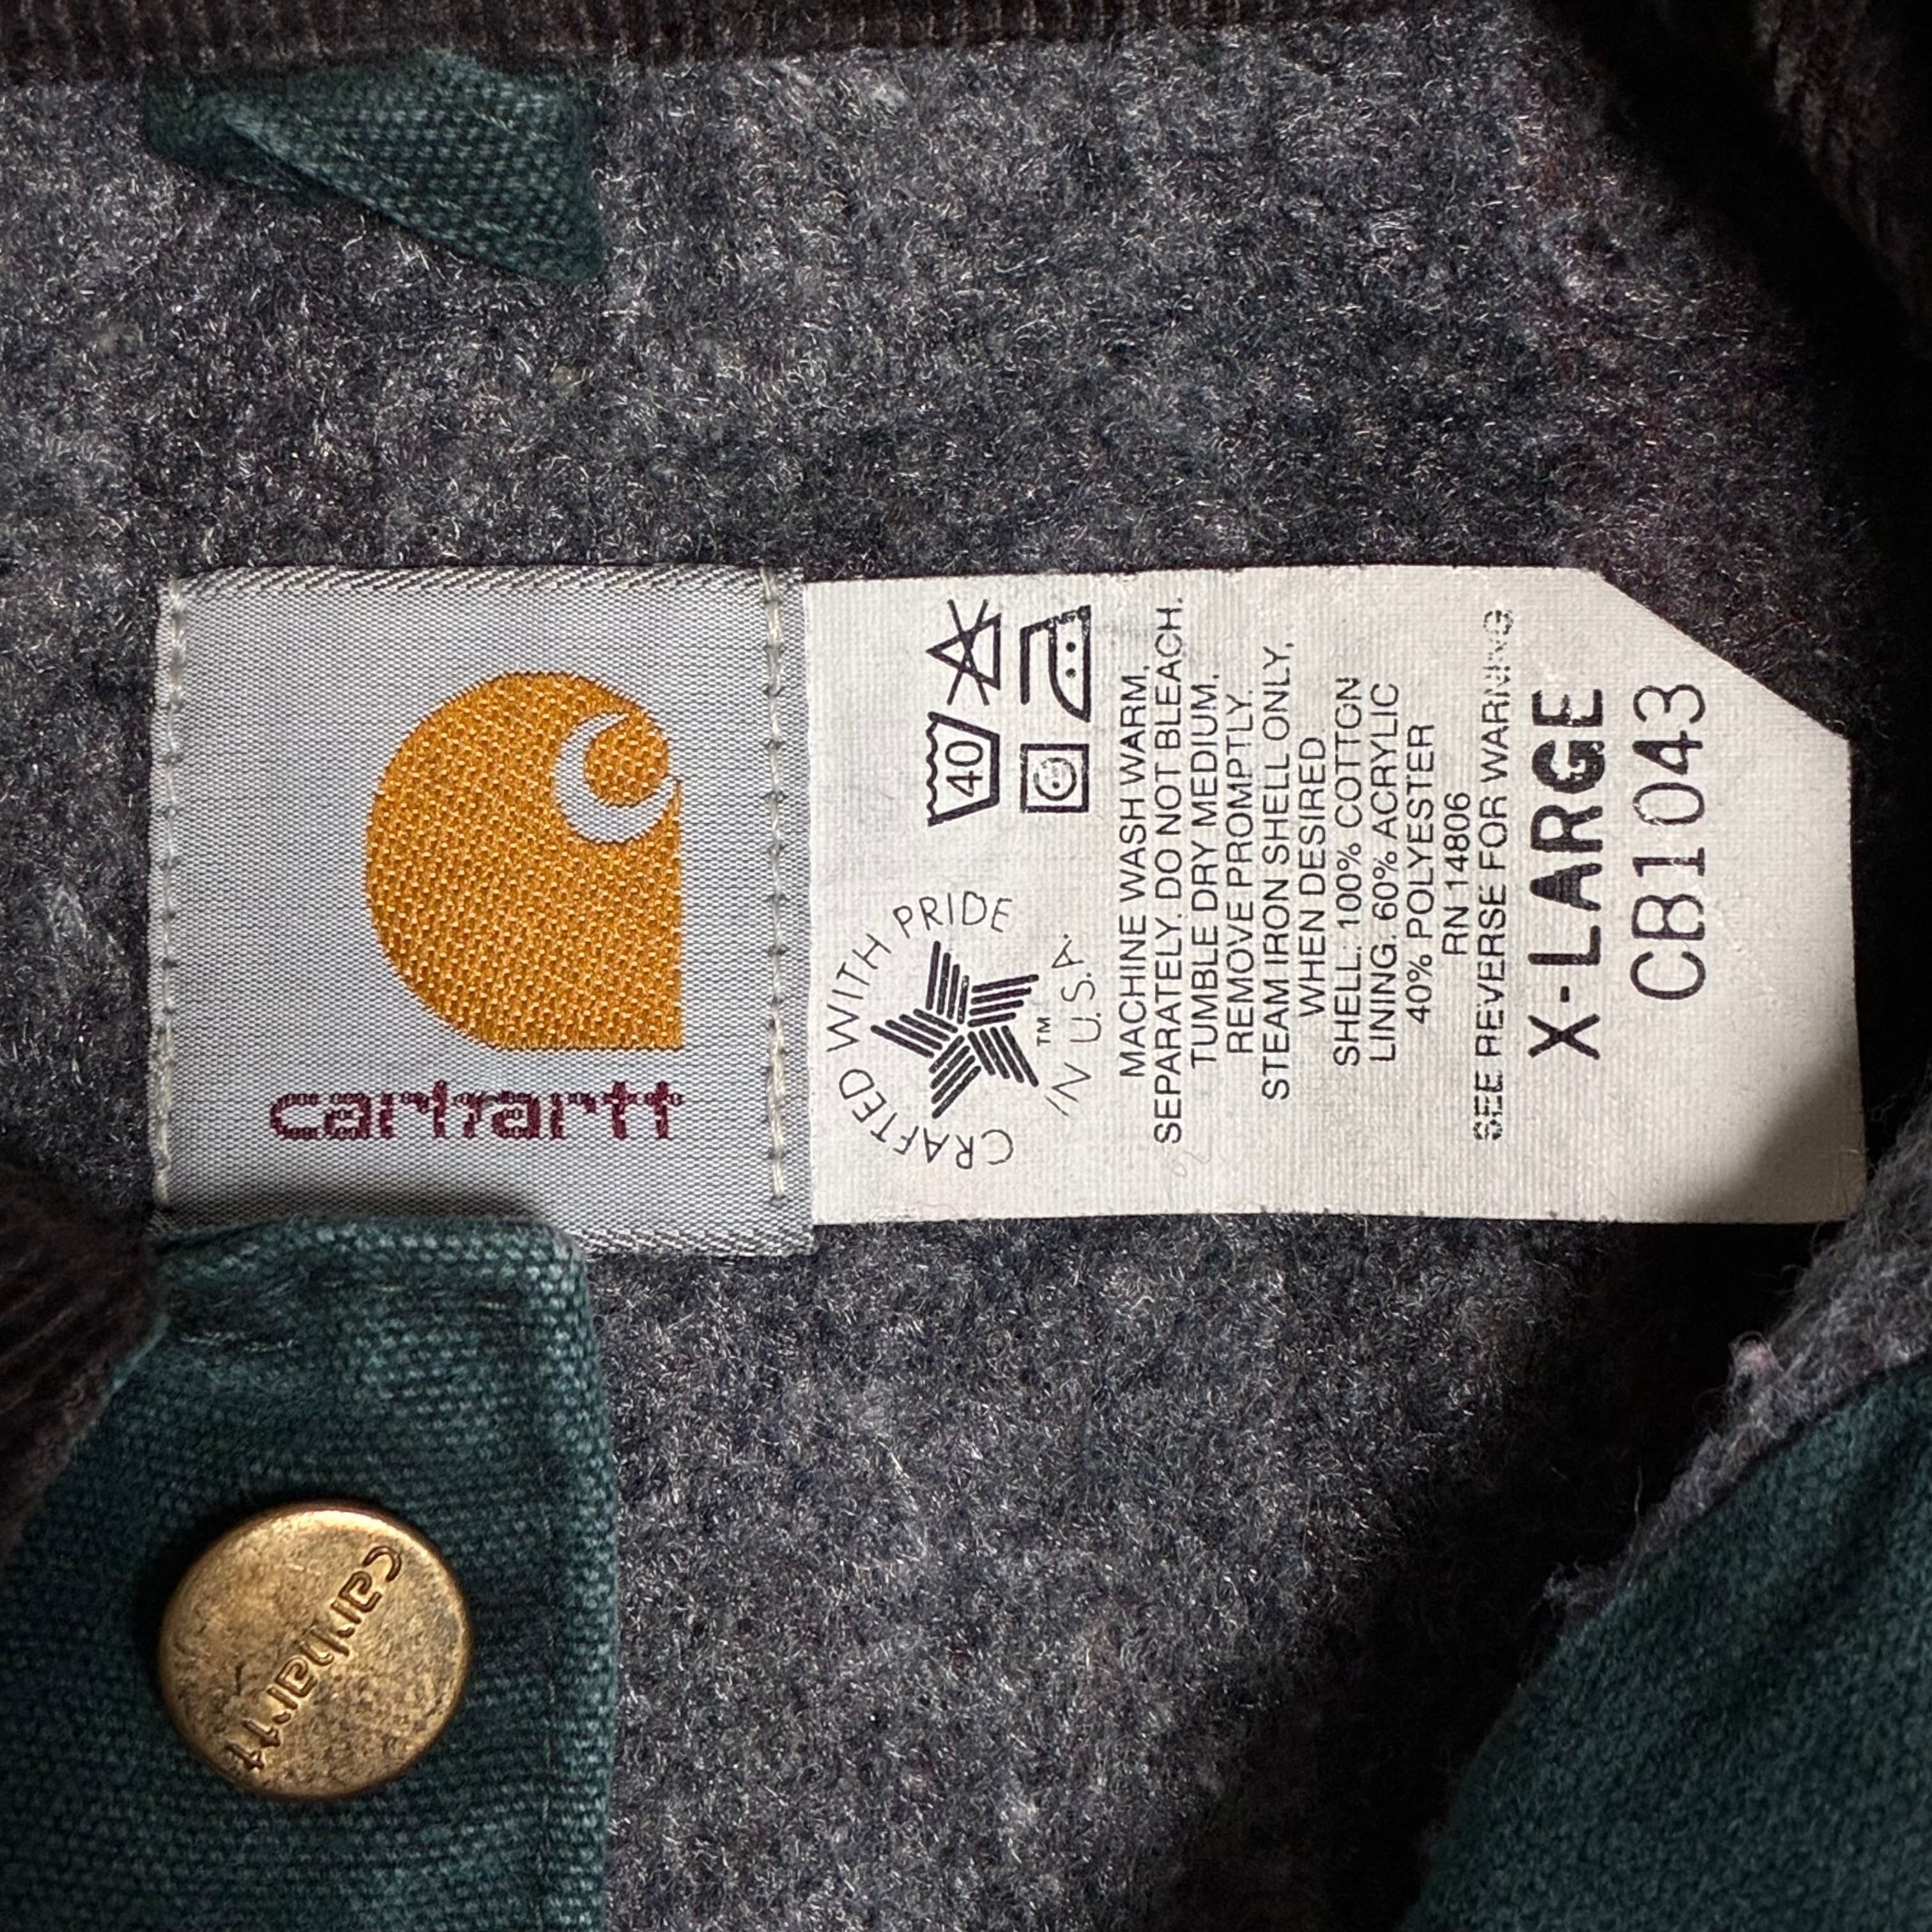 carhartt
CRAFTED WITH PRIDE
IN U.S.A.
TM
40
MACHINE WASH WARM,
SEPARATELY. DO NOT BLEACH.
TUMBLE DRY MEDIUM,
REMOVE PROMPTLY.
STEAM IRON SHELL ONLY,
WHEN DESIRED
SHELL: 100% COTTON
LINING: 60% ACRYLIC
40% POLYESTER
RN 14806
SEE REVERSE FOR WARNING
X-LARGE
CB1043
carhartt